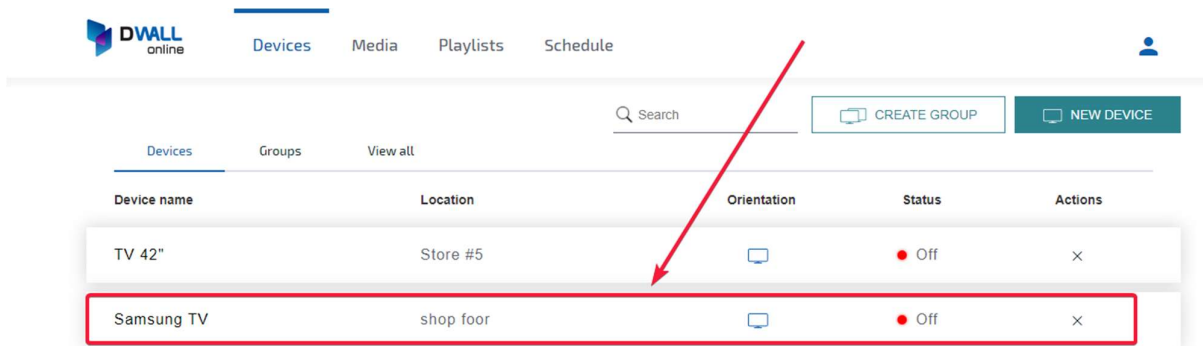 DWALL
online
Devices Media Playlists Schedule
Search CREATE GROUP NEW DEVICE
Devices Groups View all
Device name Location Orientation Status Actions
TV 42" Store #5 Off
Samsung TV shop foor Off